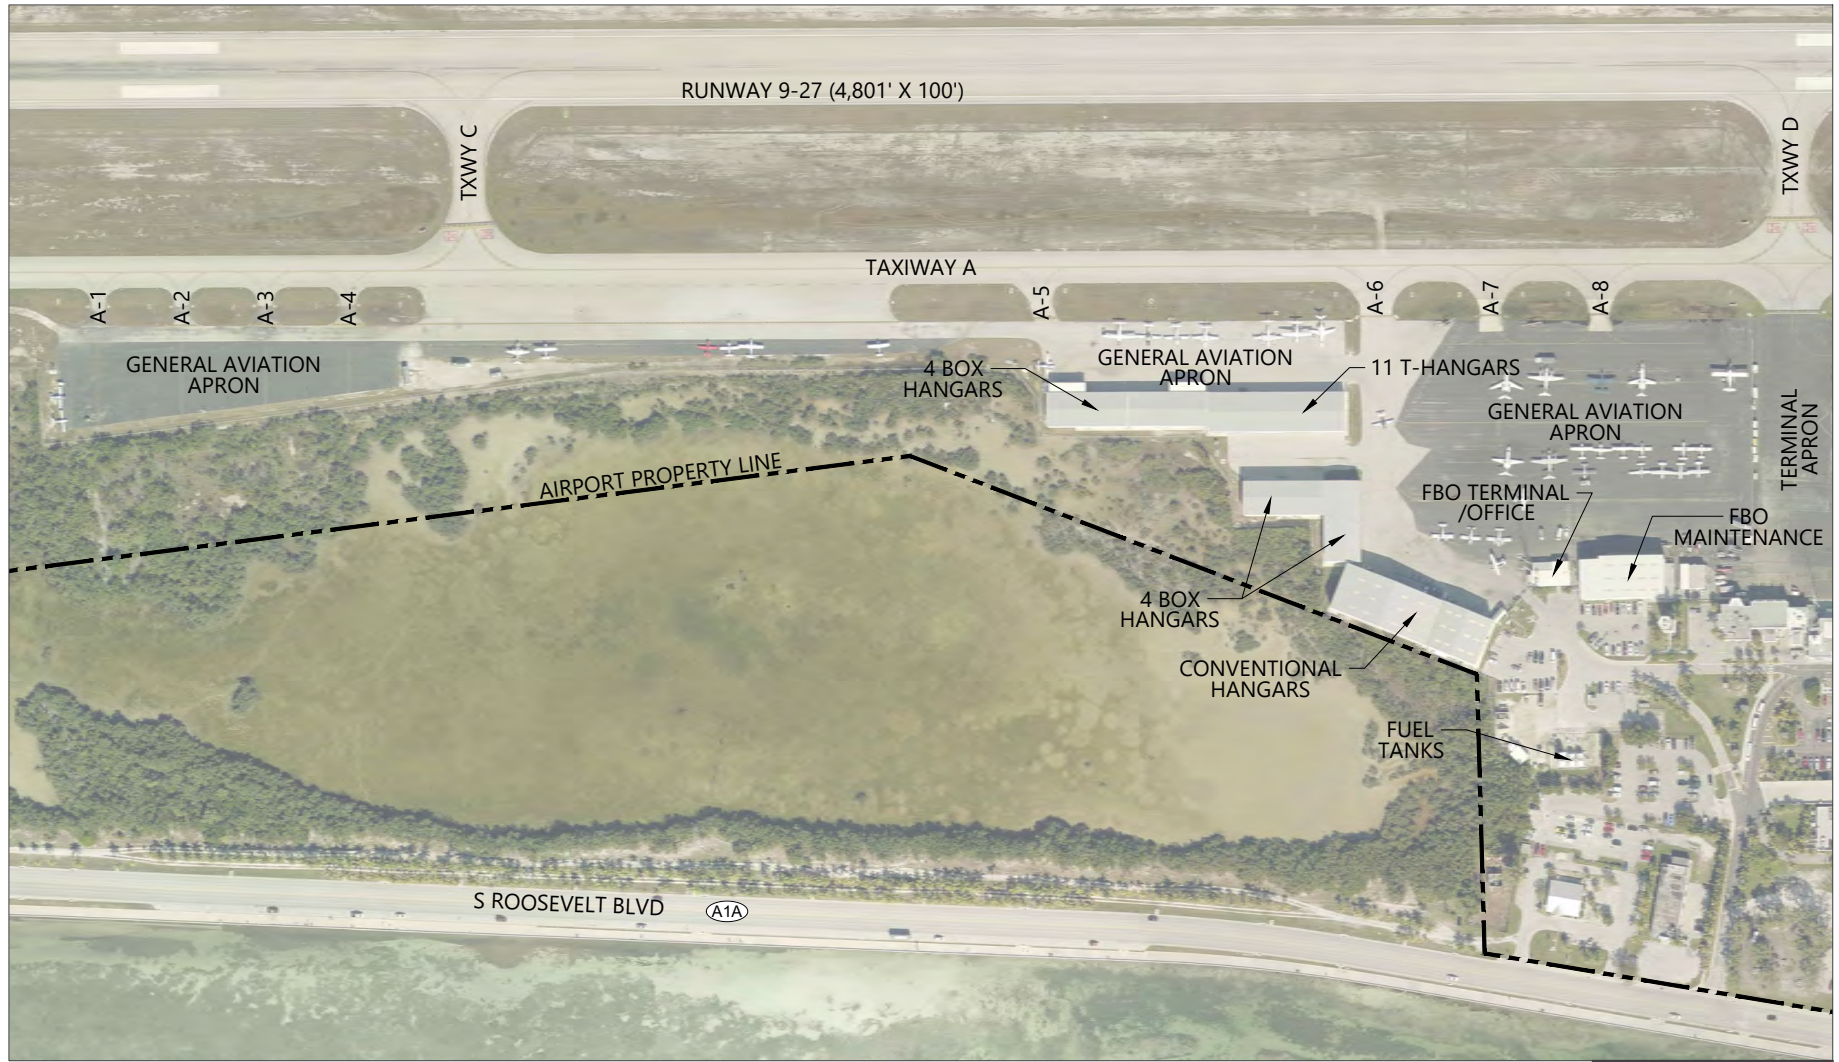 RUNWAY 9-27 (4,801' X 100')
TXWY C
TXWY D
TAXIWAY A
A-1
A-2
A-3
A-4
A-5
A-6
A-7
A-8
GENERAL AVIATION
APRON
4 BOX
HANGARS
GENERAL AVIATION
APRON
11 T-HANGARS
GENERAL AVIATION
APRON
TERMINAL
APRON
AIRPORT PROPERTY LINE
FBO TERMINAL
/OFFICE
FBO
MAINTENANCE
4 BOX
HANGARS
CONVENTIONAL
HANGARS
FUEL
TANKS
S ROOSEVELT BLVD
A1A